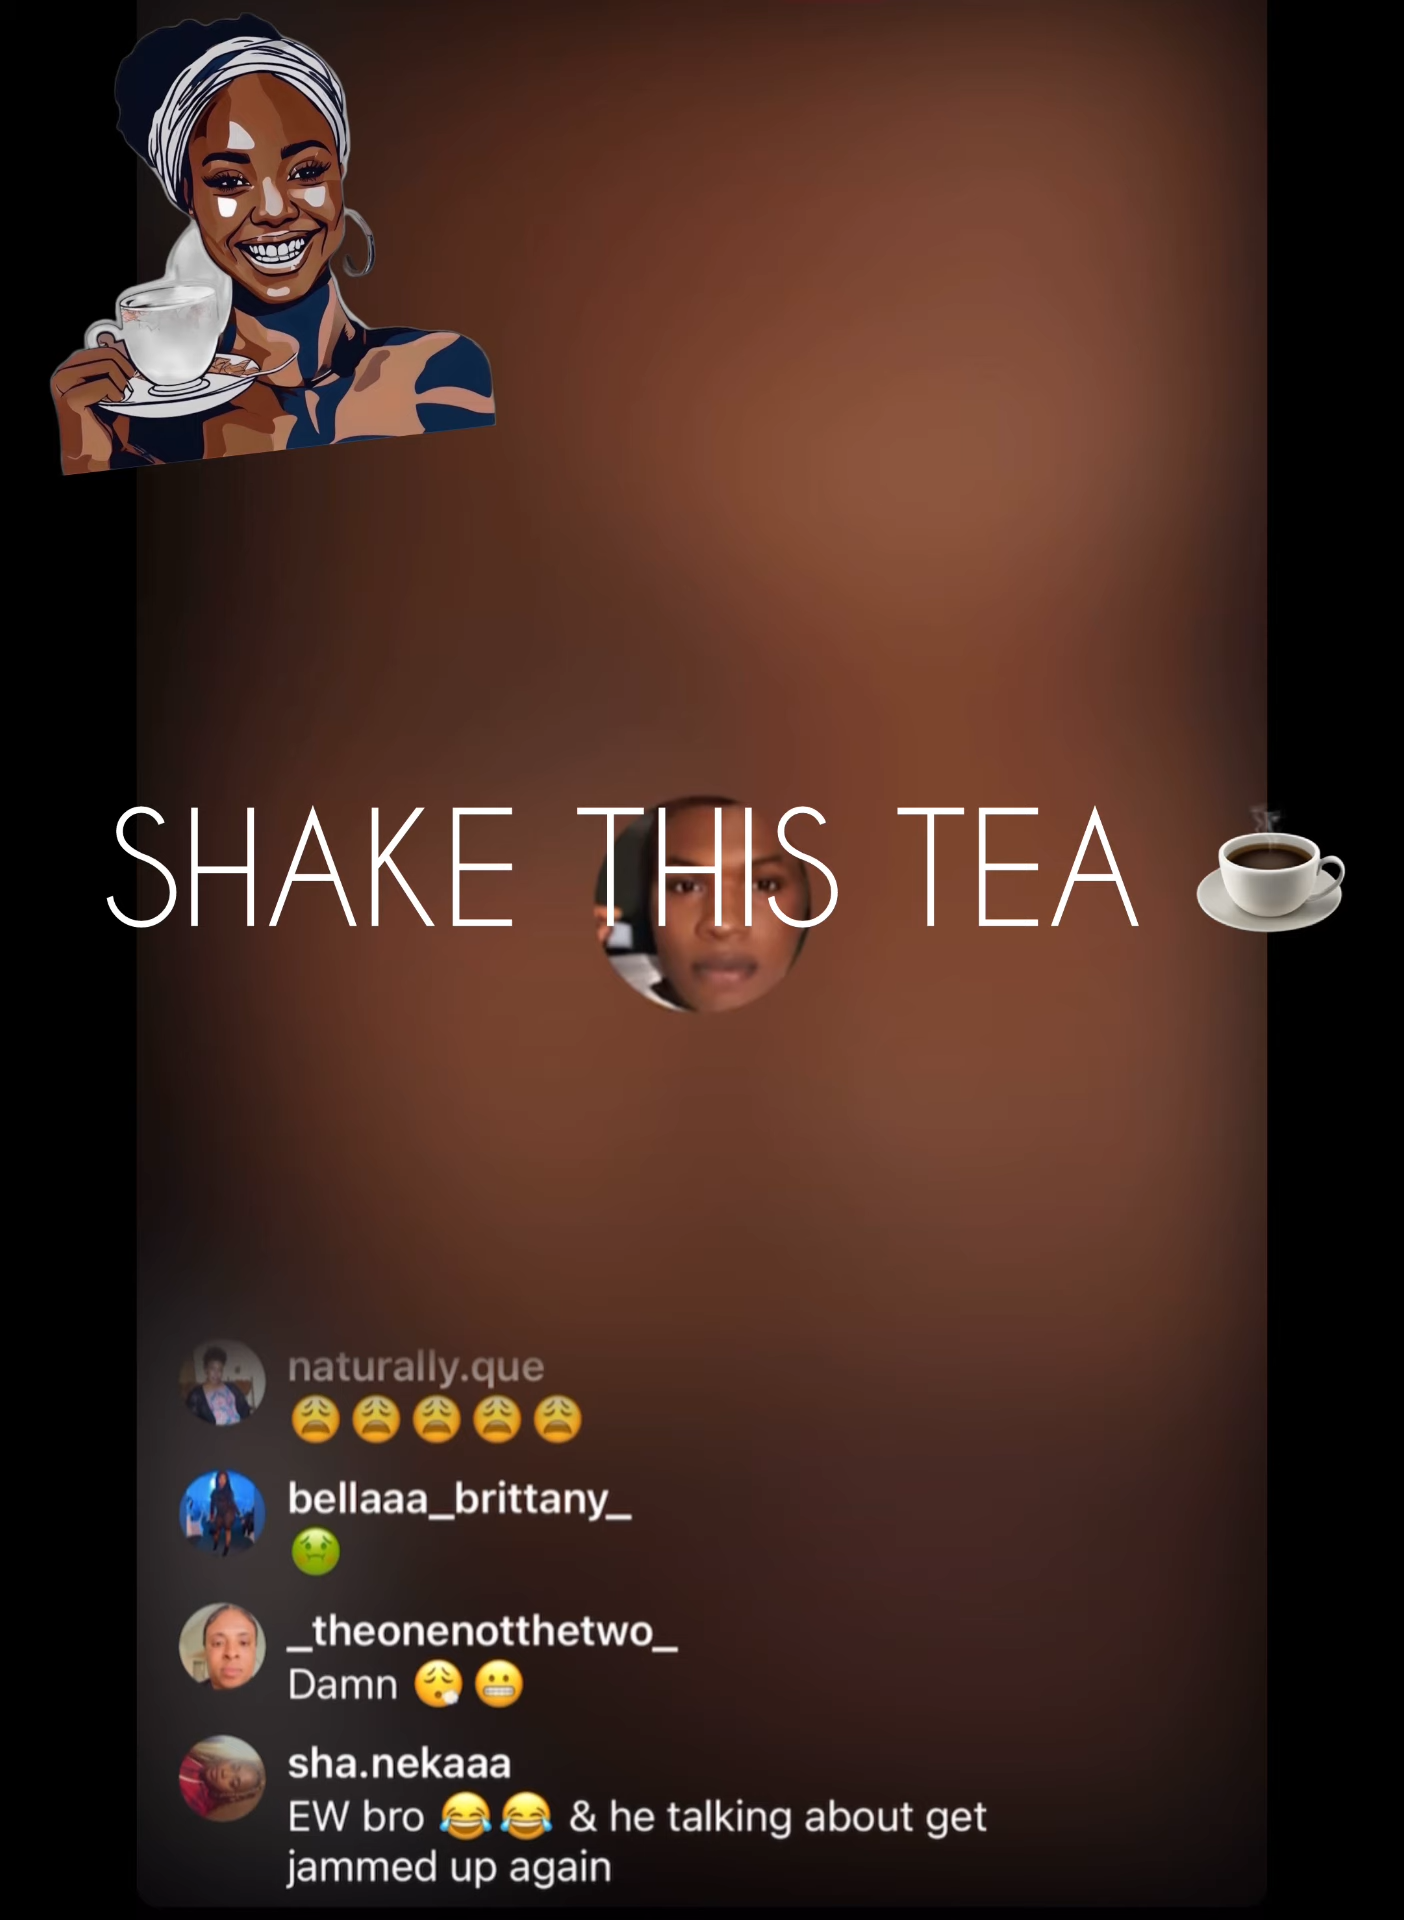 SHAKE THIS TEA ☕
naturally.que
😩😩😩😩😩
bellaaa_brittany_
🤢
_theonenotthetwo_
Damn 😮‍💨😬
sha.nekaaa
EW bro 😂😂 & he talking about get
jammed up again